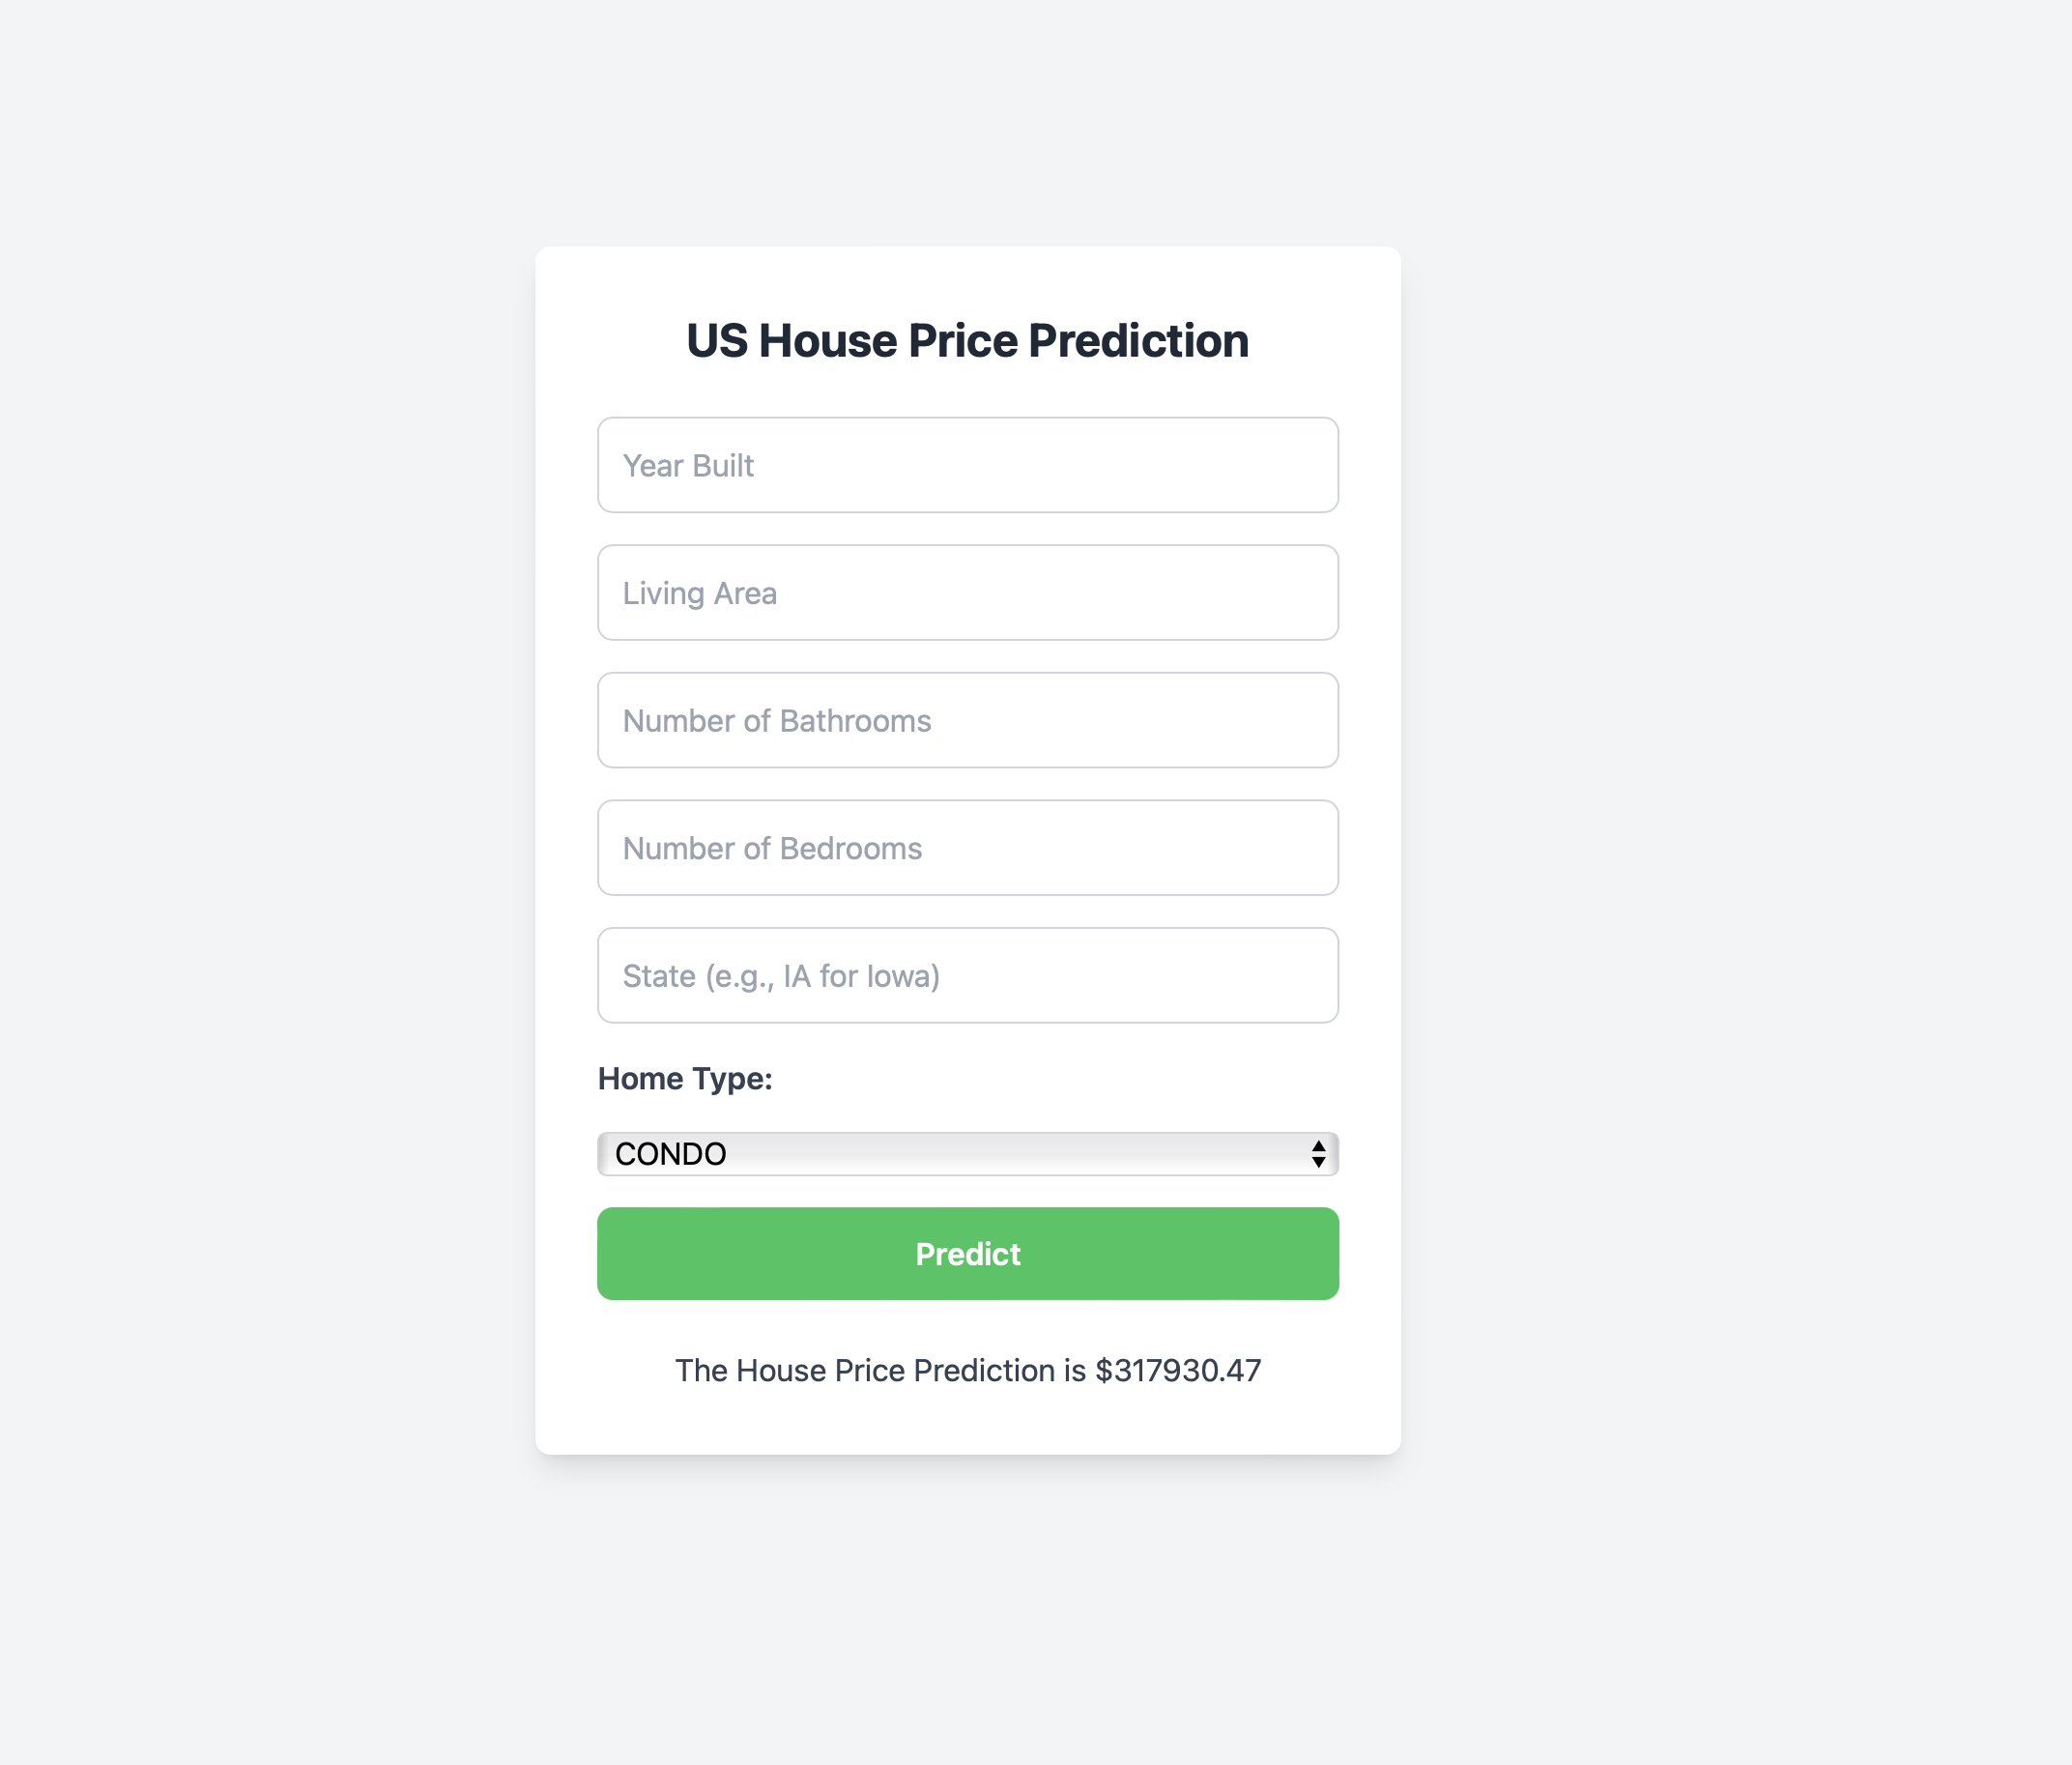 US House Price Prediction
Year Built
Living Area
Number of Bathrooms
Number of Bedrooms
State (e.g., IA for Iowa)
Home Type:
CONDO
Predict
The House Price Prediction is $317930.47